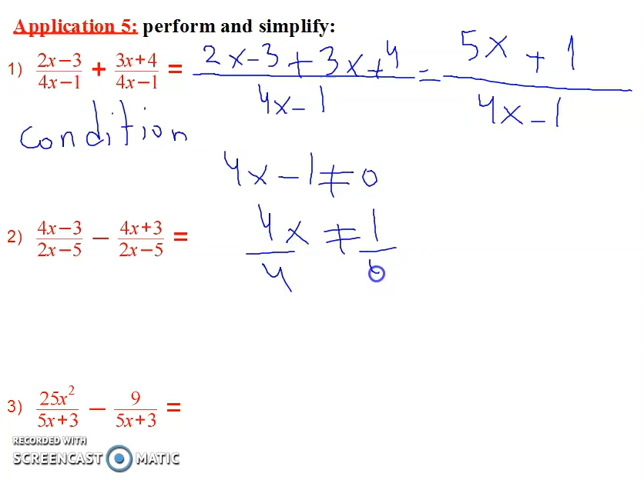 Application 5: perform and simplify:
1) (2x−3)/(4x−1) + (3x+4)/(4x−1) = (2x−3+3x+4)/(4x−1) = (5x+1)/(4x−1)
condition
4x−1≠0
2) (4x−3)/(2x−5) − (4x+3)/(2x−5) =
4x/4 ≠ 1/
3) 25x²/(5x+3) − 9/(5x+3) =
RECORDED WITH
SCREENCAST MATIC